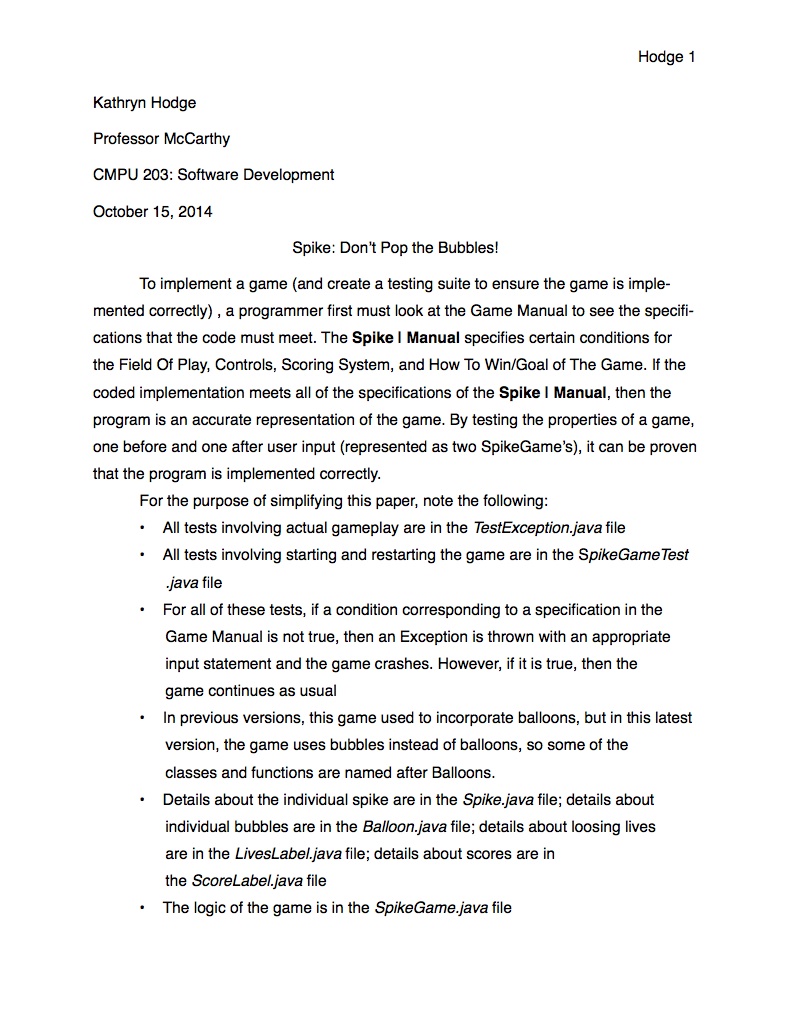 Hodge 1
Kathryn Hodge
Professor McCarthy
CMPU 203: Software Development
October 15, 2014
Spike: Don’t Pop the Bubbles!
To implement a game (and create a testing suite to ensure the game is imple-
mented correctly) , a programmer first must look at the Game Manual to see the specifi-
cations that the code must meet. The Spike | Manual specifies certain conditions for
the Field Of Play, Controls, Scoring System, and How To Win/Goal of The Game. If the
coded implementation meets all of the specifications of the Spike | Manual, then the
program is an accurate representation of the game. By testing the properties of a game,
one before and one after user input (represented as two SpikeGame’s), it can be proven
that the program is implemented correctly.
For the purpose of simplifying this paper, note the following:
• All tests involving actual gameplay are in the TestException.java file
• All tests involving starting and restarting the game are in the SpikeGameTest
.java file
• For all of these tests, if a condition corresponding to a specification in the
Game Manual is not true, then an Exception is thrown with an appropriate
input statement and the game crashes. However, if it is true, then the
game continues as usual
• In previous versions, this game used to incorporate balloons, but in this latest
version, the game uses bubbles instead of balloons, so some of the
classes and functions are named after Balloons.
• Details about the individual spike are in the Spike.java file; details about
individual bubbles are in the Balloon.java file; details about loosing lives
are in the LivesLabel.java file; details about scores are in
the ScoreLabel.java file
• The logic of the game is in the SpikeGame.java file